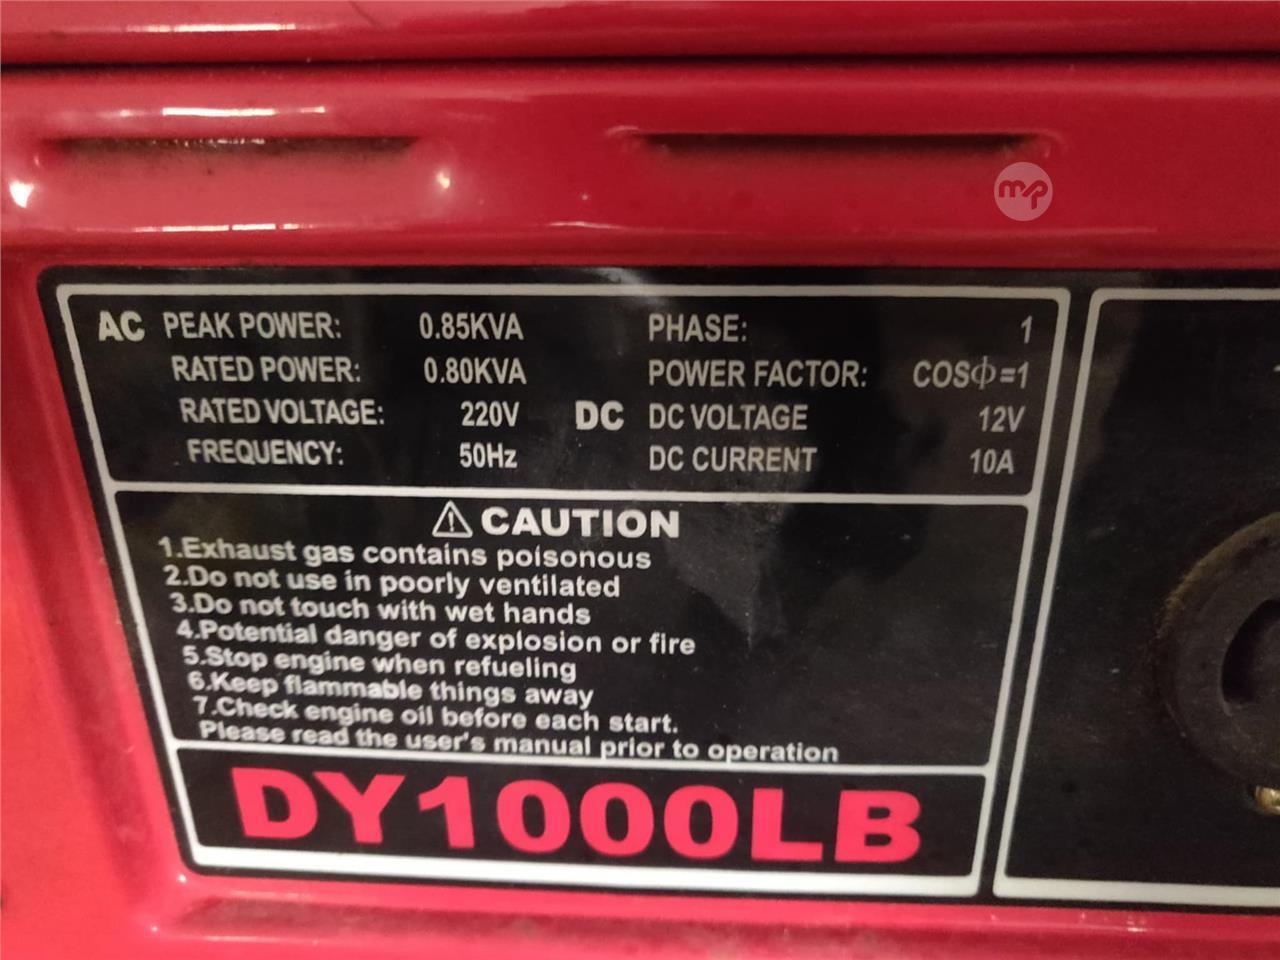 mp
AC PEAK POWER: 0.85KVA PHASE: 1
RATED POWER: 0.80KVA POWER FACTOR: COSϕ=1
RATED VOLTAGE: 220V DC DC VOLTAGE 12V
FREQUENCY: 50Hz DC CURRENT 10A
CAUTION
1.Exhaust gas contains poisonous
2.Do not use in poorly ventilated
3.Do not touch with wet hands
4.Potential danger of explosion or fire
5.Stop engine when refueling
6.Keep flammable things away
7.Check engine oil before each start.
Please read the user's manual prior to operation
DY1000LB